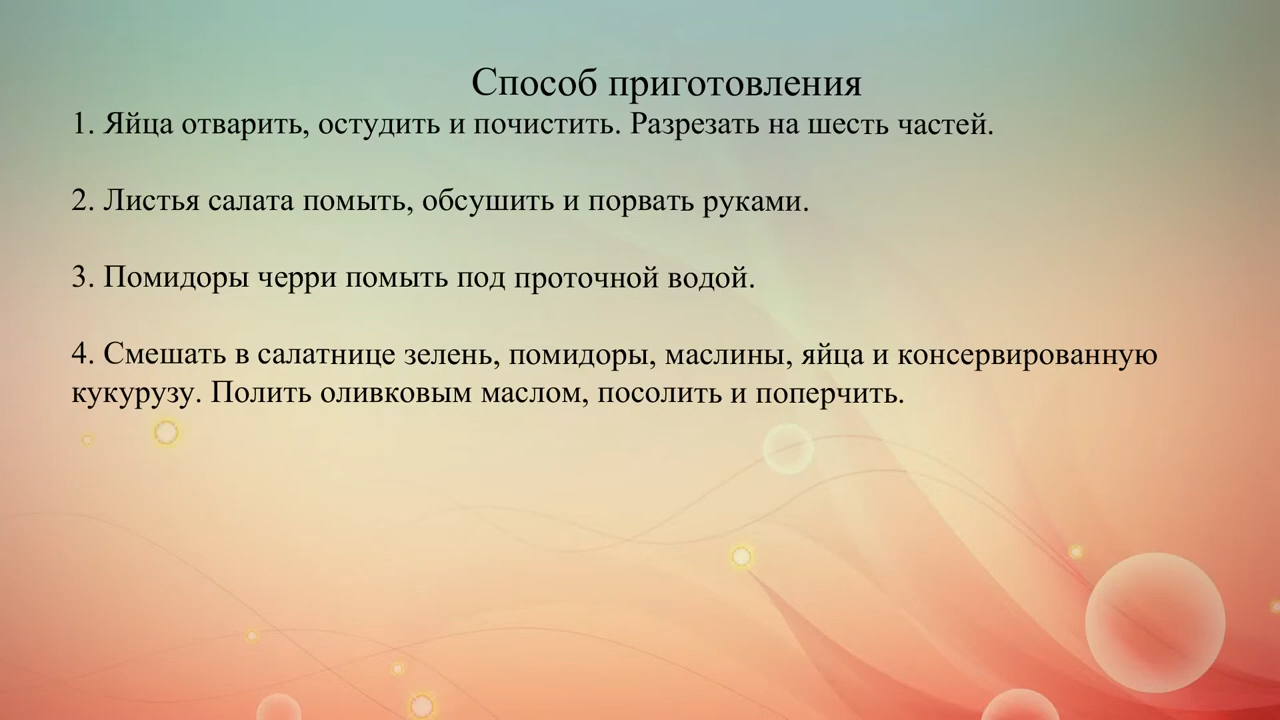 Способ приготовления
1. Яйца отварить, остудить и почистить. Разрезать на шесть частей.
2. Листья салата помыть, обсушить и порвать руками.
3. Помидоры черри помыть под проточной водой.
4. Смешать в салатнице зелень, помидоры, маслины, яйца и консервированную
кукурузу. Полить оливковым маслом, посолить и поперчить.